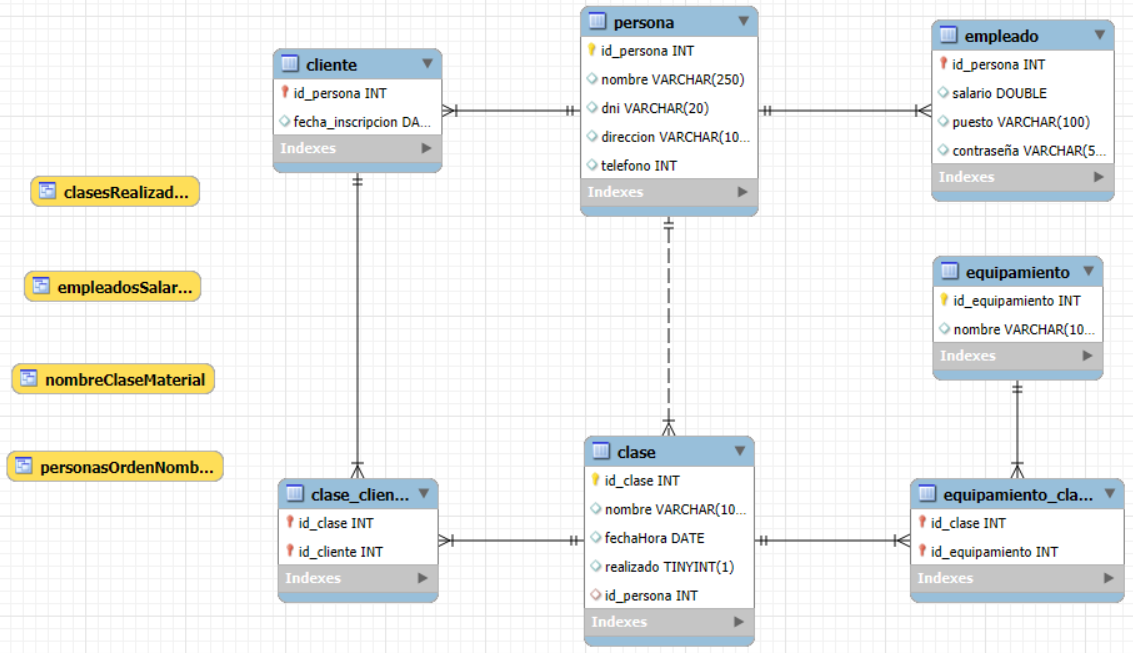 persona
id_persona INT
nombre VARCHAR(250)
dni VARCHAR(20)
direccion VARCHAR(10...
telefono INT
Indexes
cliente
id_persona INT
fecha_inscripcion DA...
Indexes
empleado
id_persona INT
salario DOUBLE
puesto VARCHAR(100)
contraseña VARCHAR(5...
Indexes
clasesRealizad...
empleadosSalar...
nombreClaseMaterial
personasOrdenNomb...
equipamiento
id_equipamiento INT
nombre VARCHAR(10...
Indexes
clase_clien...
id_clase INT
id_cliente INT
Indexes
clase
id_clase INT
nombre VARCHAR(10...
fechaHora DATE
realizado TINYINT(1)
id_persona INT
Indexes
equipamiento_cla...
id_clase INT
id_equipamiento INT
Indexes